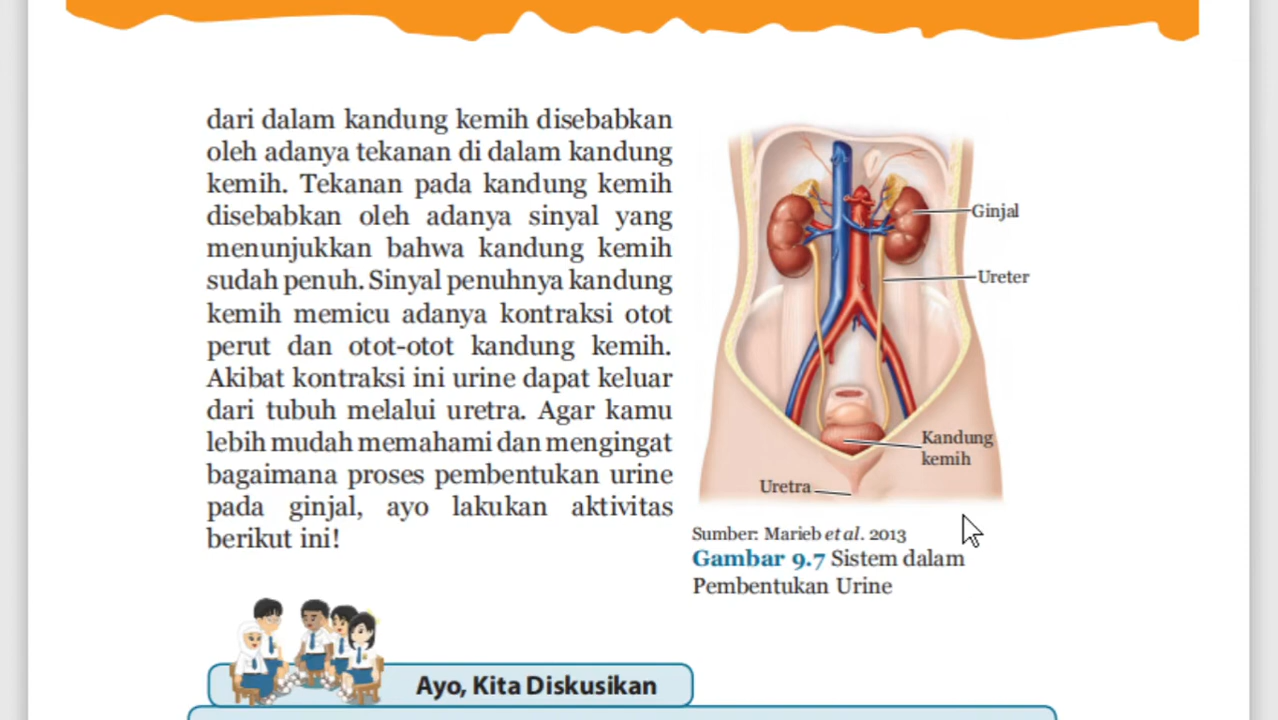 dari dalam kandung kemih disebabkan
oleh adanya tekanan di dalam kandung
kemih. Tekanan pada kandung kemih
disebabkan oleh adanya sinyal yang
menunjukkan bahwa kandung kemih
sudah penuh. Sinyal penuhnya kandung
kemih memicu adanya kontraksi otot
perut dan otot-otot kandung kemih.
Akibat kontraksi ini urine dapat keluar
dari tubuh melalui uretra. Agar kamu
lebih mudah memahami dan mengingat
bagaimana proses pembentukan urine
pada ginjal, ayo lakukan aktivitas
berikut ini!
Ginjal
Ureter
Kandung
kemih
Uretra
Sumber: Marieb et al. 2013
Gambar 9.7 Sistem dalam
Pembentukan Urine
Ayo, Kita Diskusikan